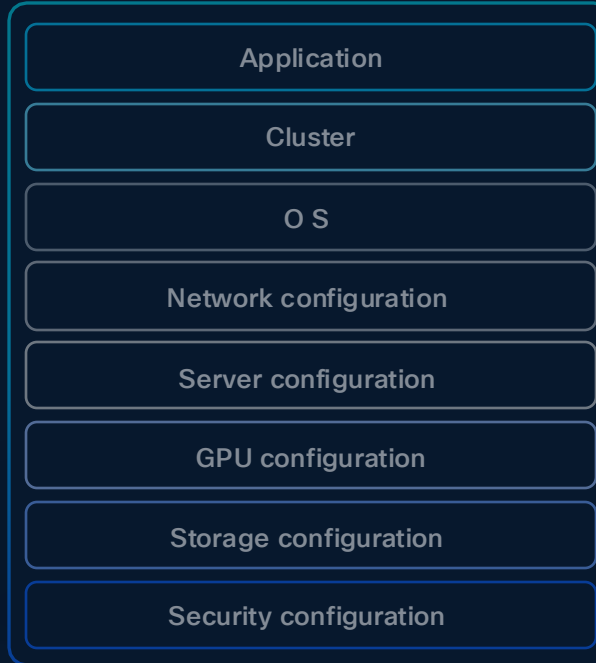 Application
Cluster
O S
Network configuration
Server configuration
GPU configuration
Storage configuration
Security configuration